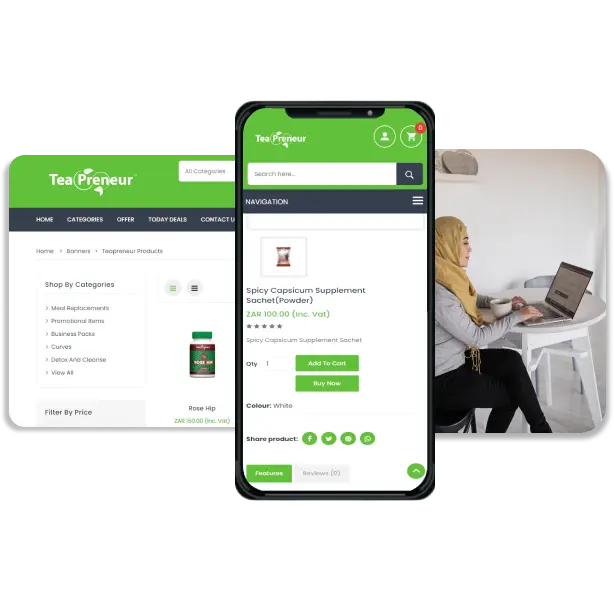 TeaPreneur
All Categories
HOME CATEGORIES OFFER TODAY DEALS CONTACT U
Home > Banners > Teapreneur Products
Shop By Categories
> Meal Replacements
> Promotional Items
> Business Packs
> Curves
> Detox And Cleanse
> View All
Filter By Price
ROSE HIP
Rose Hip
ZAR 150.00 (Inc. Vat)
TeaPreneur
0
Search here...
NAVIGATION
Spicy Capsicum Supplement
Sachet(Powder)
ZAR 100.00 (Inc. Vat)
Spicy Capsicum Supplement Sachet
Qty 1 Add To Cart
Buy Now
Colour: White
Share product:
Features Reviews (0)